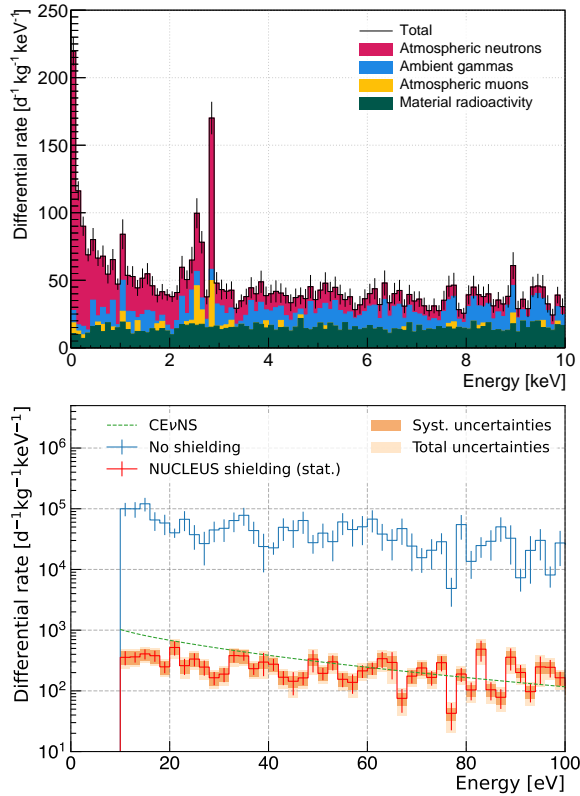 250
200
150
100
50
0
Differential rate [d⁻¹ kg⁻¹ keV⁻¹]
Total
Atmospheric neutrons
Ambient gammas
Atmospheric muons
Material radioactivity
0 2 4 6 8 10
Energy [keV]
CEνNS
No shielding
NUCLEUS shielding (stat.)
Syst. uncertainties
Total uncertainties
10⁶
10⁵
10⁴
10³
10²
10¹
Differential rate [d⁻¹kg⁻¹keV⁻¹]
0 20 40 60 80 100
Energy [eV]